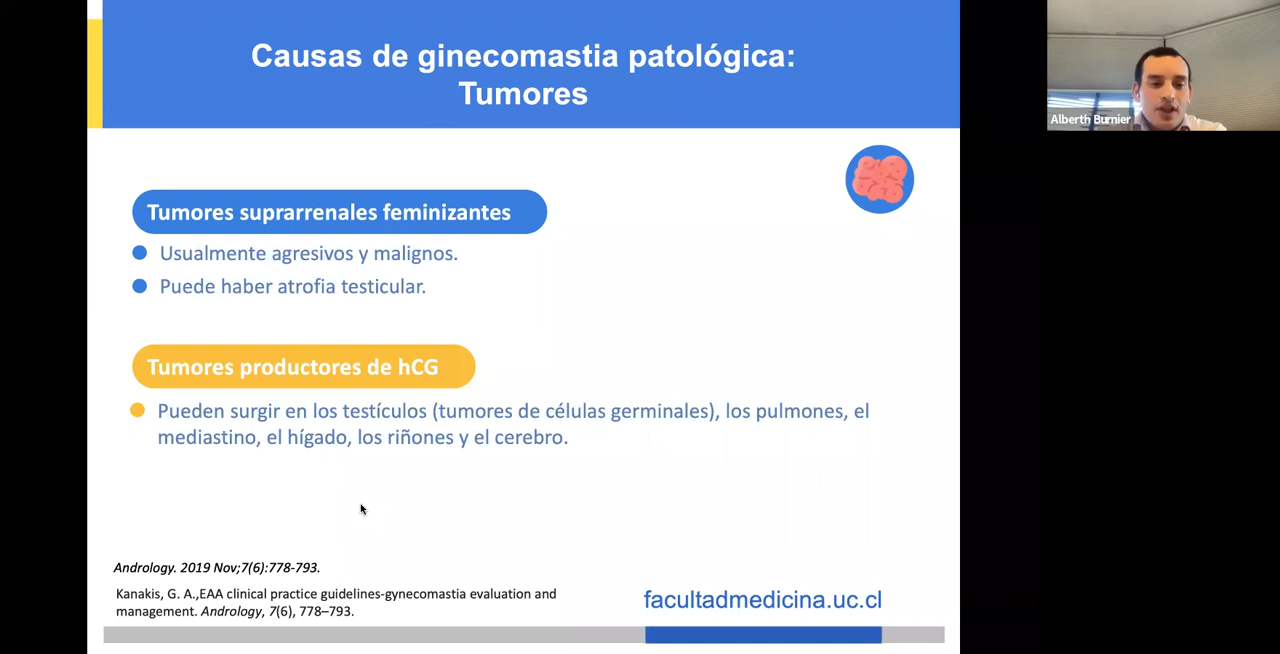 Causas de ginecomastia patológica:
Tumores
Alberth Burnier
Tumores suprarrenales feminizantes
Usualmente agresivos y malignos.
Puede haber atrofia testicular.
Tumores productores de hCG
Pueden surgir en los testículos (tumores de células germinales), los pulmones, el
mediastino, el hígado, los riñones y el cerebro.
Andrology. 2019 Nov;7(6):778-793.
Kanakis, G. A.,EAA clinical practice guidelines-gynecomastia evaluation and
management. Andrology, 7(6), 778–793.
facultadmedicina.uc.cl